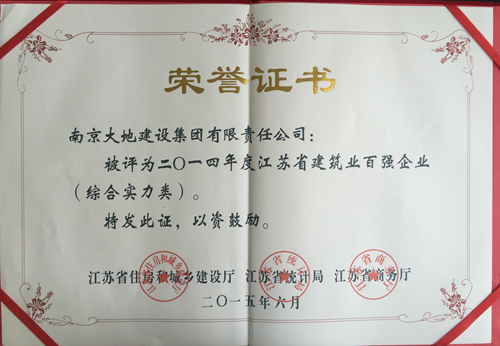 荣誉证书
南京大地建设集团有限责任公司：
被评为二〇一四年度江苏省建筑业百强企业
（综合实力类）。
特发此证，以资鼓励。
江苏省住房和城乡建设厅 江苏省统计局 江苏省商务厅
二〇一五年六月